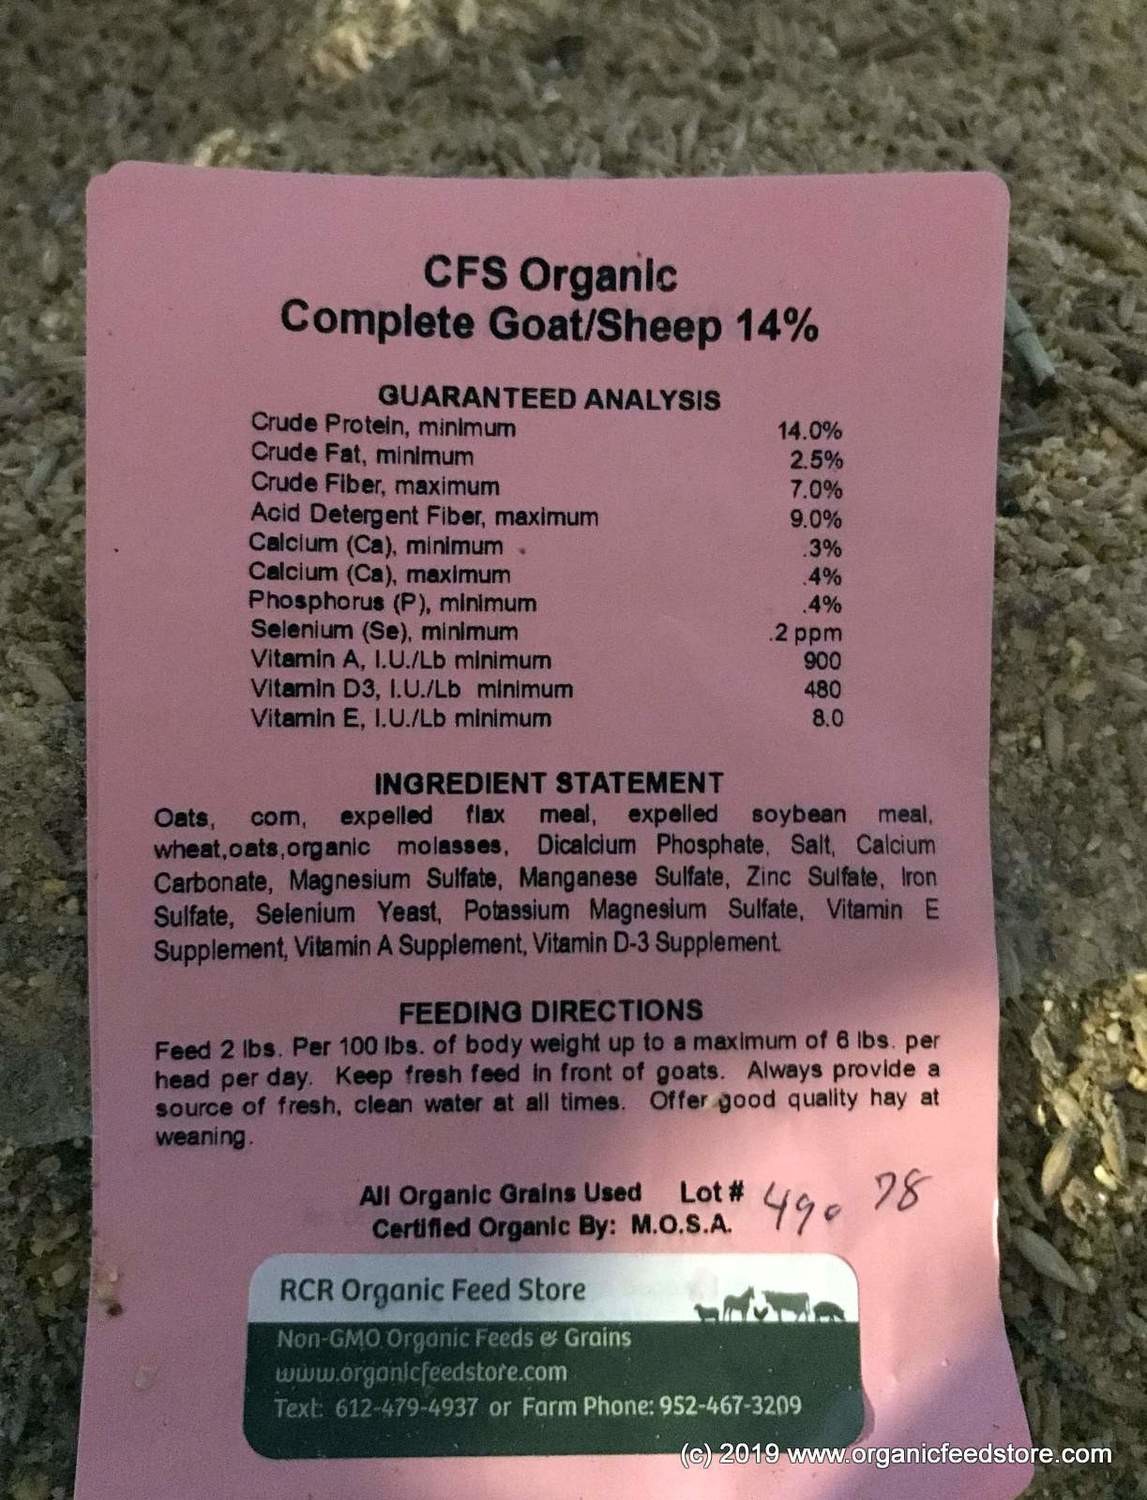 CFS Organic
Complete Goat/Sheep 14%
GUARANTEED ANALYSIS
Crude Protein, minimum 14.0%
Crude Fat, minimum 2.5%
Crude Fiber, maximum 7.0%
Acid Detergent Fiber, maximum 9.0%
Calcium (Ca), minimum .3%
Calcium (Ca), maximum .4%
Phosphorus (P), minimum .4%
Selenium (Se), minimum .2 ppm
Vitamin A, I.U./Lb minimum 900
Vitamin D3, I.U./Lb minimum 480
Vitamin E, I.U./Lb minimum 8.0
INGREDIENT STATEMENT
Oats, corn, expelled flax meal, expelled soybean meal,
wheat,oats,organic molasses, Dicalcium Phosphate, Salt, Calcium
Carbonate, Magnesium Sulfate, Manganese Sulfate, Zinc Sulfate, Iron
Sulfate, Selenium Yeast, Potassium Magnesium Sulfate, Vitamin E
Supplement, Vitamin A Supplement, Vitamin D-3 Supplement.
FEEDING DIRECTIONS
Feed 2 lbs. Per 100 lbs. of body weight up to a maximum of 6 lbs. per
head per day. Keep fresh feed in front of goats. Always provide a
source of fresh, clean water at all times. Offer good quality hay at
weaning.
All Organic Grains Used Lot # 78
Certified Organic By: M.O.S.A.
RCR Organic Feed Store
Non-GMO Organic Feeds & Grains
www.organicfeedstore.com
Text: 612-479-4937 or Farm Phone: 952-467-3209
(c) 2019 www.organicfeedstore.com